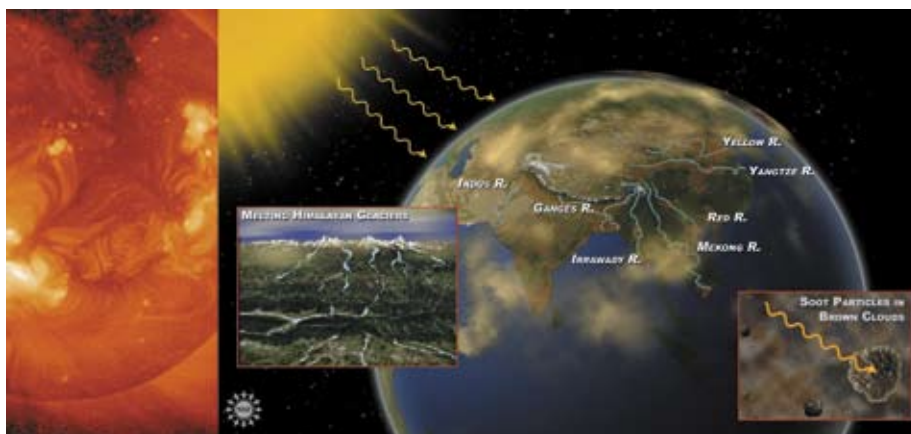 YELLOW R.
YANGTZE R.
INDUS R.
GANGES R.
RED R.
MEKONG R.
IRRAWADY R.
MELTING HIMALAYAN GLACIERS
SOOT PARTICLES IN
BROWN CLOUDS